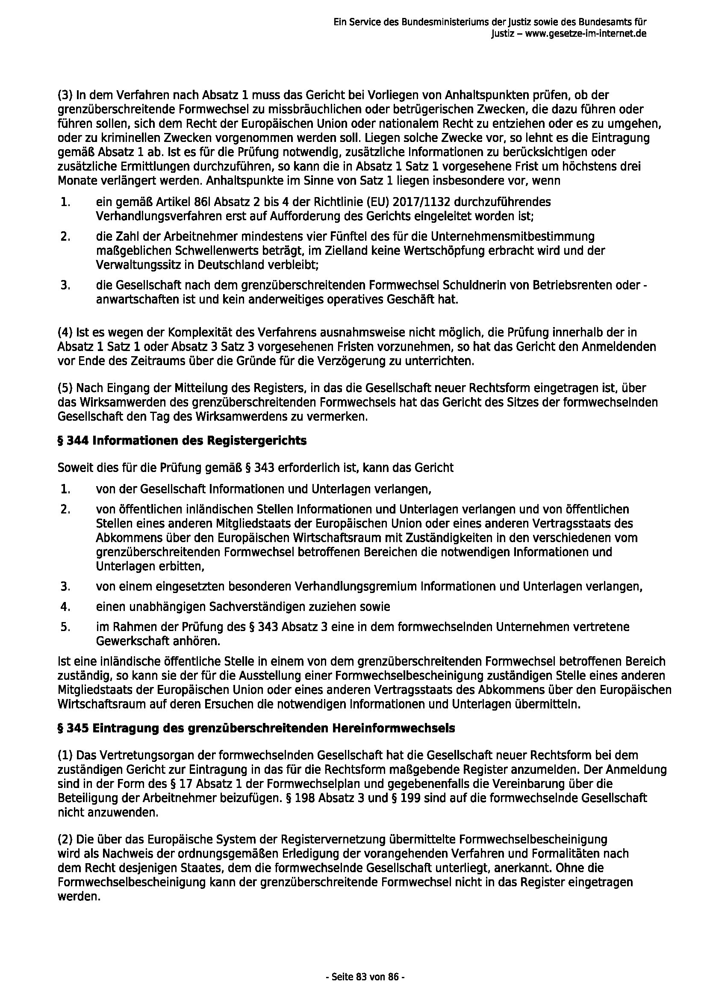 Ein Service des Bundesministeriums der Justiz sowie des Bundesamts für
Justiz ‒ www.gesetze-im-internet.de
(3) In dem Verfahren nach Absatz 1 muss das Gericht bei Vorliegen von Anhaltspunkten prüfen, ob der
grenzüberschreitende Formwechsel zu missbräuchlichen oder betrügerischen Zwecken, die dazu führen oder
führen sollen, sich dem Recht der Europäischen Union oder nationalem Recht zu entziehen oder es zu umgehen,
oder zu kriminellen Zwecken vorgenommen werden soll. Liegen solche Zwecke vor, so lehnt es die Eintragung
gemäß Absatz 1 ab. Ist es für die Prüfung notwendig, zusätzliche Informationen zu berücksichtigen oder
zusätzliche Ermittlungen durchzuführen, so kann die in Absatz 1 Satz 1 vorgesehene Frist um höchstens drei
Monate verlängert werden. Anhaltspunkte im Sinne von Satz 1 liegen insbesondere vor, wenn
1. ein gemäß Artikel 86l Absatz 2 bis 4 der Richtlinie (EU) 2017/1132 durchzuführendes
Verhandlungsverfahren erst auf Aufforderung des Gerichts eingeleitet worden ist;
2. die Zahl der Arbeitnehmer mindestens vier Fünftel des für die Unternehmensmitbestimmung
maßgeblichen Schwellenwerts beträgt, im Zielland keine Wertschöpfung erbracht wird und der
Verwaltungssitz in Deutschland verbleibt;
3. die Gesellschaft nach dem grenzüberschreitenden Formwechsel Schuldnerin von Betriebsrenten oder -
anwartschaften ist und kein anderweitiges operatives Geschäft hat.
(4) Ist es wegen der Komplexität des Verfahrens ausnahmsweise nicht möglich, die Prüfung innerhalb der in
Absatz 1 Satz 1 oder Absatz 3 Satz 3 vorgesehenen Fristen vorzunehmen, so hat das Gericht den Anmeldenden
vor Ende des Zeitraums über die Gründe für die Verzögerung zu unterrichten.
(5) Nach Eingang der Mitteilung des Registers, in das die Gesellschaft neuer Rechtsform eingetragen ist, über
das Wirksamwerden des grenzüberschreitenden Formwechsels hat das Gericht des Sitzes der formwechselnden
Gesellschaft den Tag des Wirksamwerdens zu vermerken.
§ 344 Informationen des Registergerichts
Soweit dies für die Prüfung gemäß § 343 erforderlich ist, kann das Gericht
1. von der Gesellschaft Informationen und Unterlagen verlangen,
2. von öffentlichen inländischen Stellen Informationen und Unterlagen verlangen und von öffentlichen
Stellen eines anderen Mitgliedstaats der Europäischen Union oder eines anderen Vertragsstaats des
Abkommens über den Europäischen Wirtschaftsraum mit Zuständigkeiten in den verschiedenen vom
grenzüberschreitenden Formwechsel betroffenen Bereichen die notwendigen Informationen und
Unterlagen erbitten,
3. von einem eingesetzten besonderen Verhandlungsgremium Informationen und Unterlagen verlangen,
4. einen unabhängigen Sachverständigen zuziehen sowie
5. im Rahmen der Prüfung des § 343 Absatz 3 eine in dem formwechselnden Unternehmen vertretene
Gewerkschaft anhören.
Ist eine inländische öffentliche Stelle in einem von dem grenzüberschreitenden Formwechsel betroffenen Bereich
zuständig, so kann sie der für die Ausstellung einer Formwechselbescheinigung zuständigen Stelle eines anderen
Mitgliedstaats der Europäischen Union oder eines anderen Vertragsstaats des Abkommens über den Europäischen
Wirtschaftsraum auf deren Ersuchen die notwendigen Informationen und Unterlagen übermitteln.
§ 345 Eintragung des grenzüberschreitenden Hereinformwechsels
(1) Das Vertretungsorgan der formwechselnden Gesellschaft hat die Gesellschaft neuer Rechtsform bei dem
zuständigen Gericht zur Eintragung in das für die Rechtsform maßgebende Register anzumelden. Der Anmeldung
sind in der Form des § 17 Absatz 1 der Formwechselplan und gegebenenfalls die Vereinbarung über die
Beteiligung der Arbeitnehmer beizufügen. § 198 Absatz 3 und § 199 sind auf die formwechselnde Gesellschaft
nicht anzuwenden.
(2) Die über das Europäische System der Registervernetzung übermittelte Formwechselbescheinigung
wird als Nachweis der ordnungsgemäßen Erledigung der vorangehenden Verfahren und Formalitäten nach
dem Recht desjenigen Staates, dem die formwechselnde Gesellschaft unterliegt, anerkannt. Ohne die
Formwechselbescheinigung kann der grenzüberschreitende Formwechsel nicht in das Register eingetragen
werden.
- Seite 83 von 86 -